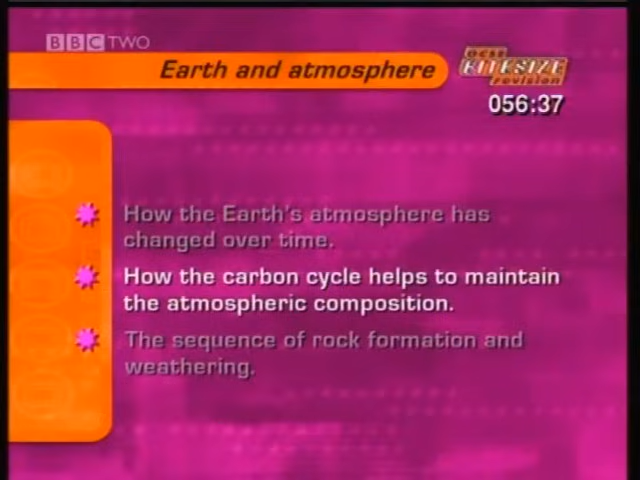 BBC TWO
Earth and atmosphere
GCSE
BITESIZE
revision
056:37
How the Earth's atmosphere has
changed over time.
How the carbon cycle helps to maintain
the atmospheric composition.
The sequence of rock formation and
weathering.